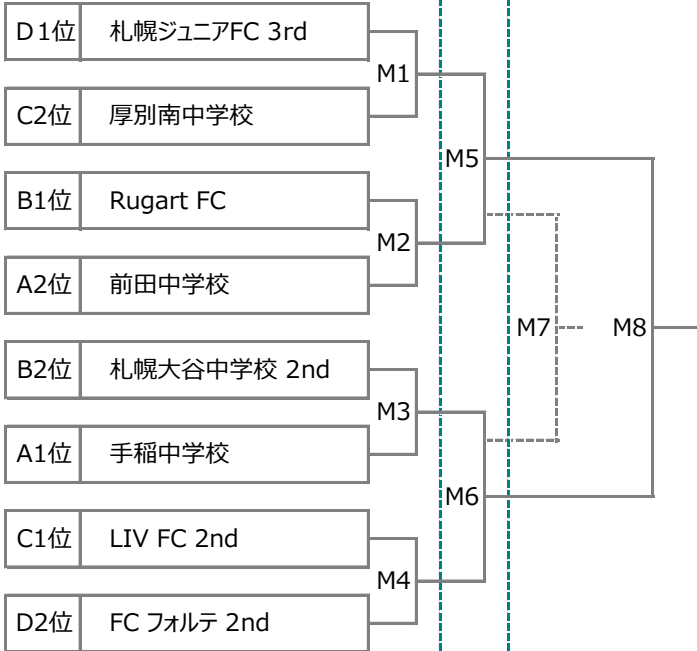 D1位 札幌ジュニアFC 3rd
M1
C2位 厚別南中学校
M5
B1位 Rugart FC
M2
A2位 前田中学校
M7 M8
B2位 札幌大谷中学校 2nd
M3
A1位 手稲中学校
M6
C1位 LIV FC 2nd
M4
D2位 FC フォルテ 2nd